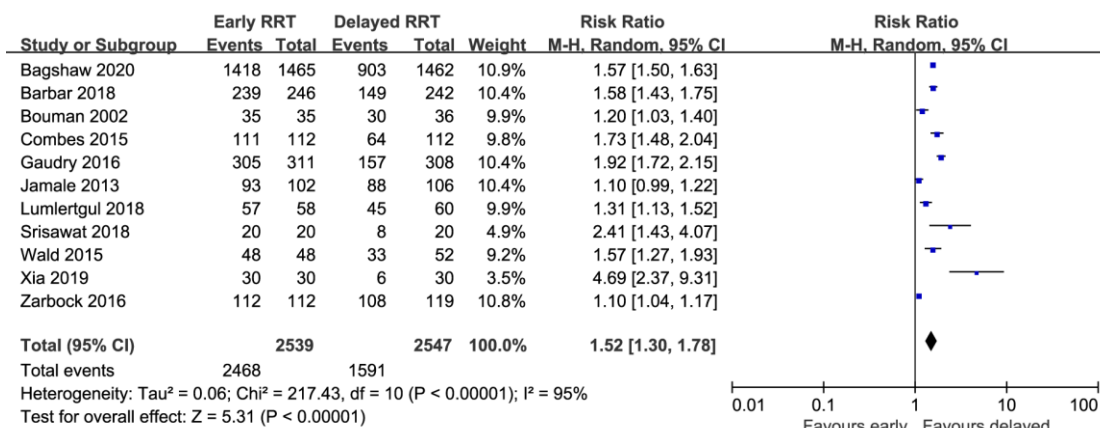 Early RRT Delayed RRT Risk Ratio Risk Ratio
Study or Subgroup Events Total Events Total Weight M-H, Random, 95% CI M-H, Random, 95% CI
Bagshaw 2020 1418 1465 903 1462 10.9% 1.57 [1.50, 1.63]
Barbar 2018 239 246 149 242 10.4% 1.58 [1.43, 1.75]
Bouman 2002 35 35 30 36 9.9% 1.20 [1.03, 1.40]
Combes 2015 111 112 64 112 9.8% 1.73 [1.48, 2.04]
Gaudry 2016 305 311 157 308 10.4% 1.92 [1.72, 2.15]
Jamale 2013 93 102 88 106 10.4% 1.10 [0.99, 1.22]
Lumlertgul 2018 57 58 45 60 9.9% 1.31 [1.13, 1.52]
Srisawat 2018 20 20 8 20 4.9% 2.41 [1.43, 4.07]
Wald 2015 48 48 33 52 9.2% 1.57 [1.27, 1.93]
Xia 2019 30 30 6 30 3.5% 4.69 [2.37, 9.31]
Zarbock 2016 112 112 108 119 10.8% 1.10 [1.04, 1.17]
Total (95% CI) 2539 2547 100.0% 1.52 [1.30, 1.78]
Total events 2468 1591
Heterogeneity: Tau² = 0.06; Chi² = 217.43, df = 10 (P < 0.00001); I² = 95%
Test for overall effect: Z = 5.31 (P < 0.00001)
0.01 0.1 1 10 100
Favours early Favours delayed